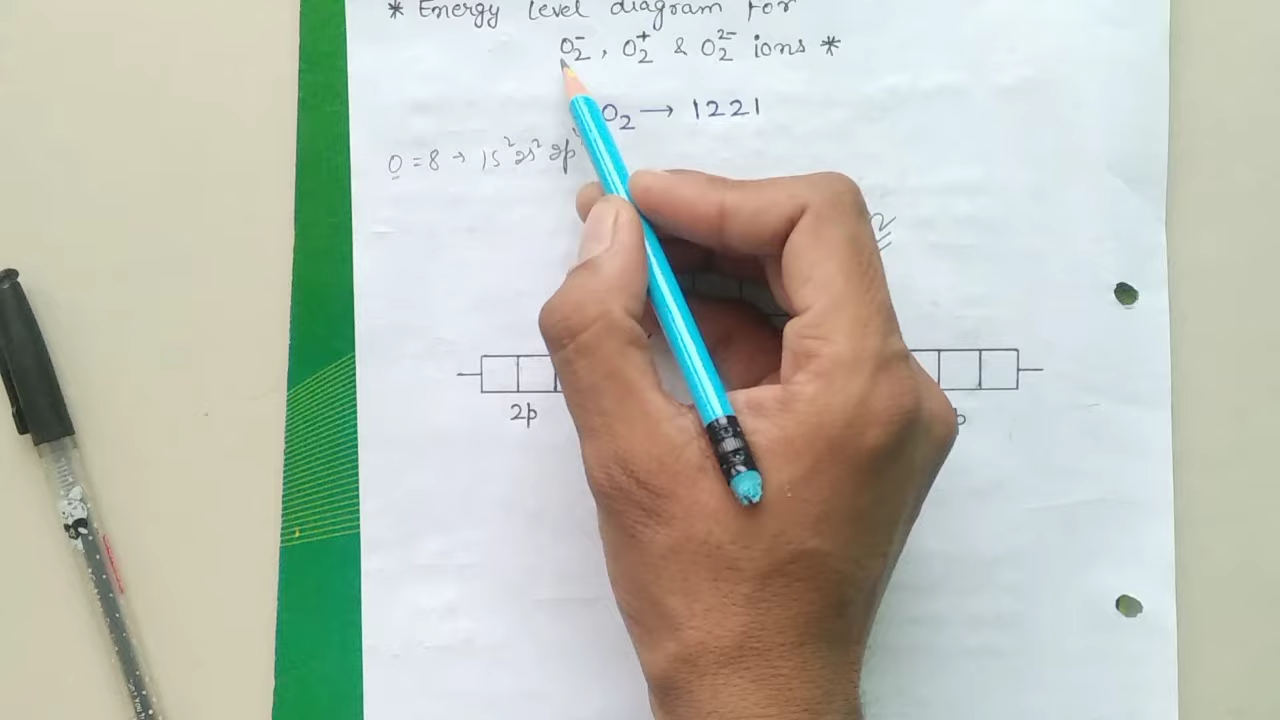 * Energy level diagram for
O₂⁻, O₂⁺ & O₂²⁻ ions *
O₂ → 1221
O = 8 → 1s² 2s² 2p
2p
p